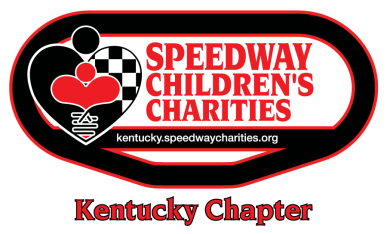 SPEEDWAY
CHILDREN'S
CHARITIES
kentucky.speedwaycharities.org
Kentucky Chapter